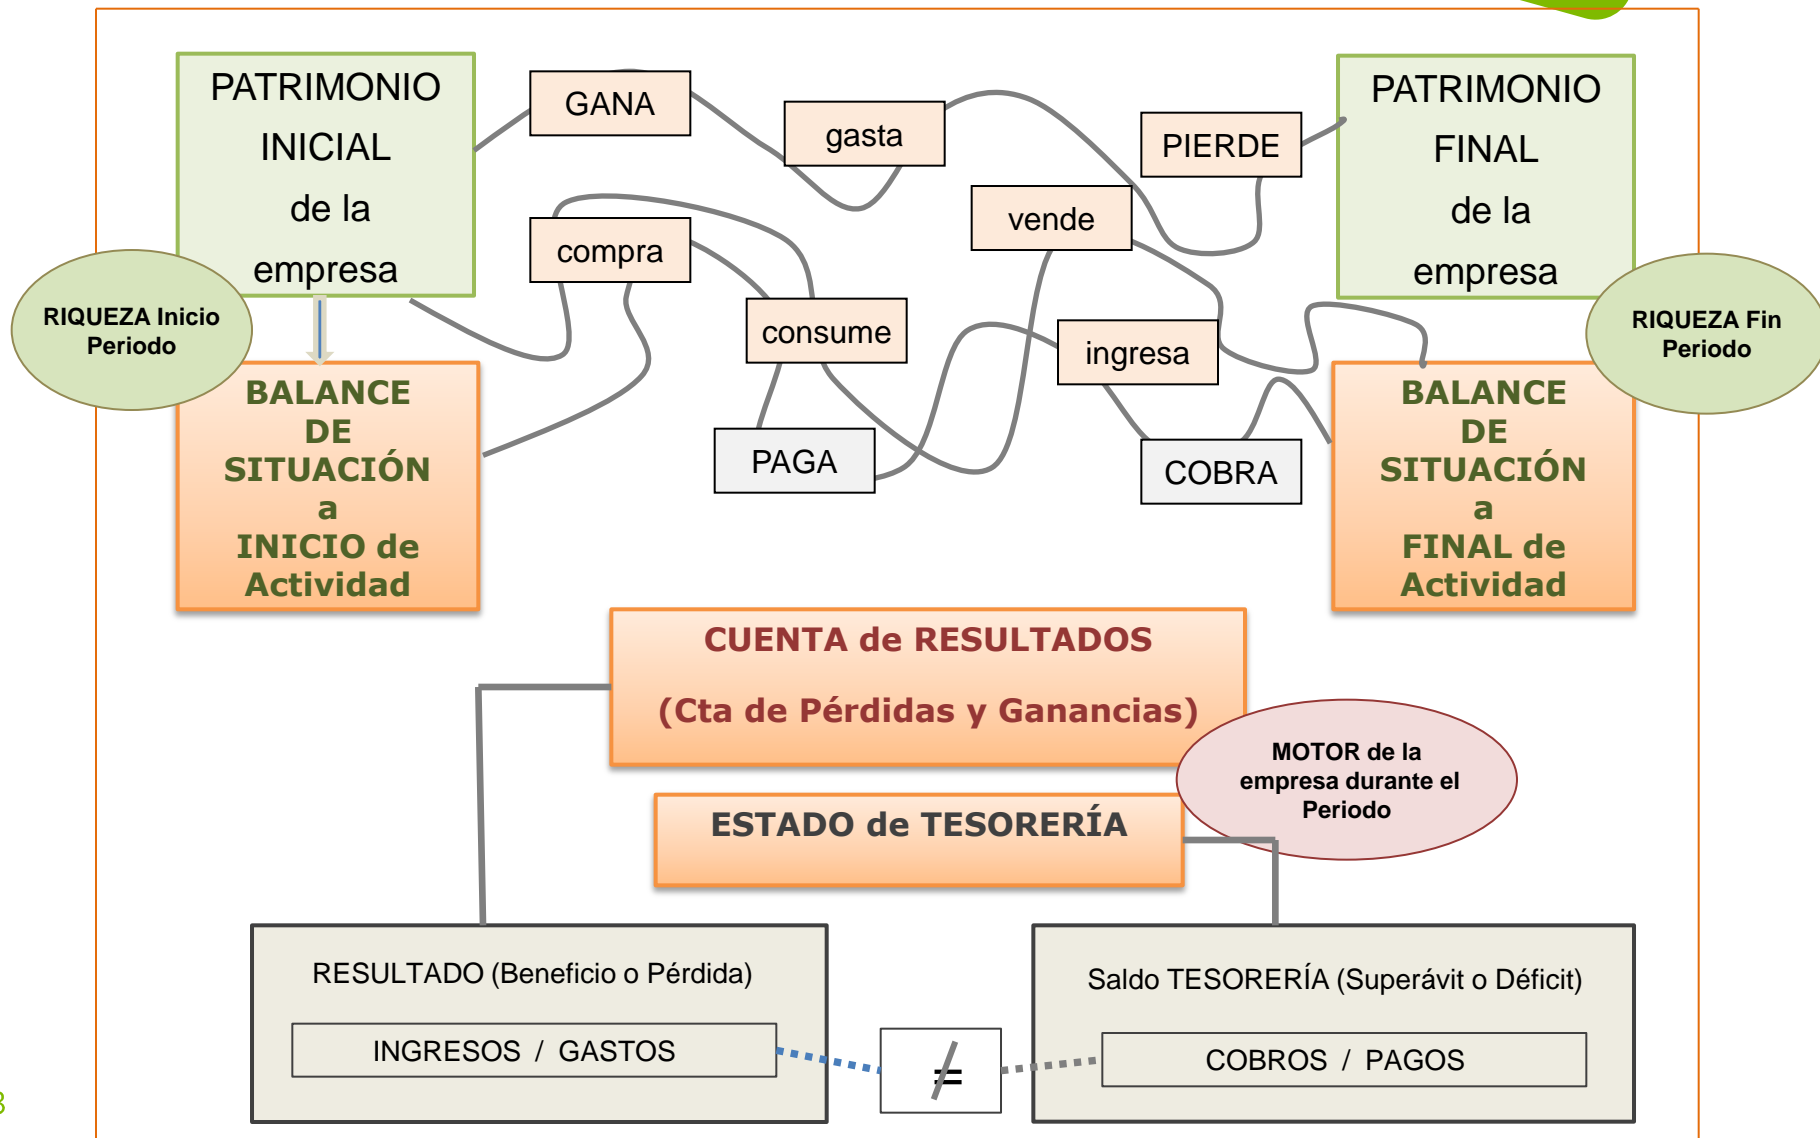 PATRIMONIO
INICIAL
de la
empresa
GANA
gasta
PIERDE
PATRIMONIO
FINAL
de la
empresa
compra
vende
consume
ingresa
RIQUEZA Inicio
Periodo
RIQUEZA Fin
Periodo
BALANCE
DE
SITUACIÓN
a
INICIO de
Actividad
PAGA
COBRA
BALANCE
DE
SITUACIÓN
a
FINAL de
Actividad
CUENTA de RESULTADOS
(Cta de Pérdidas y Ganancias)
MOTOR de la
empresa durante el
Periodo
ESTADO de TESORERÍA
RESULTADO (Beneficio o Pérdida)
INGRESOS / GASTOS
=
Saldo TESORERÍA (Superávit o Déficit)
COBROS / PAGOS